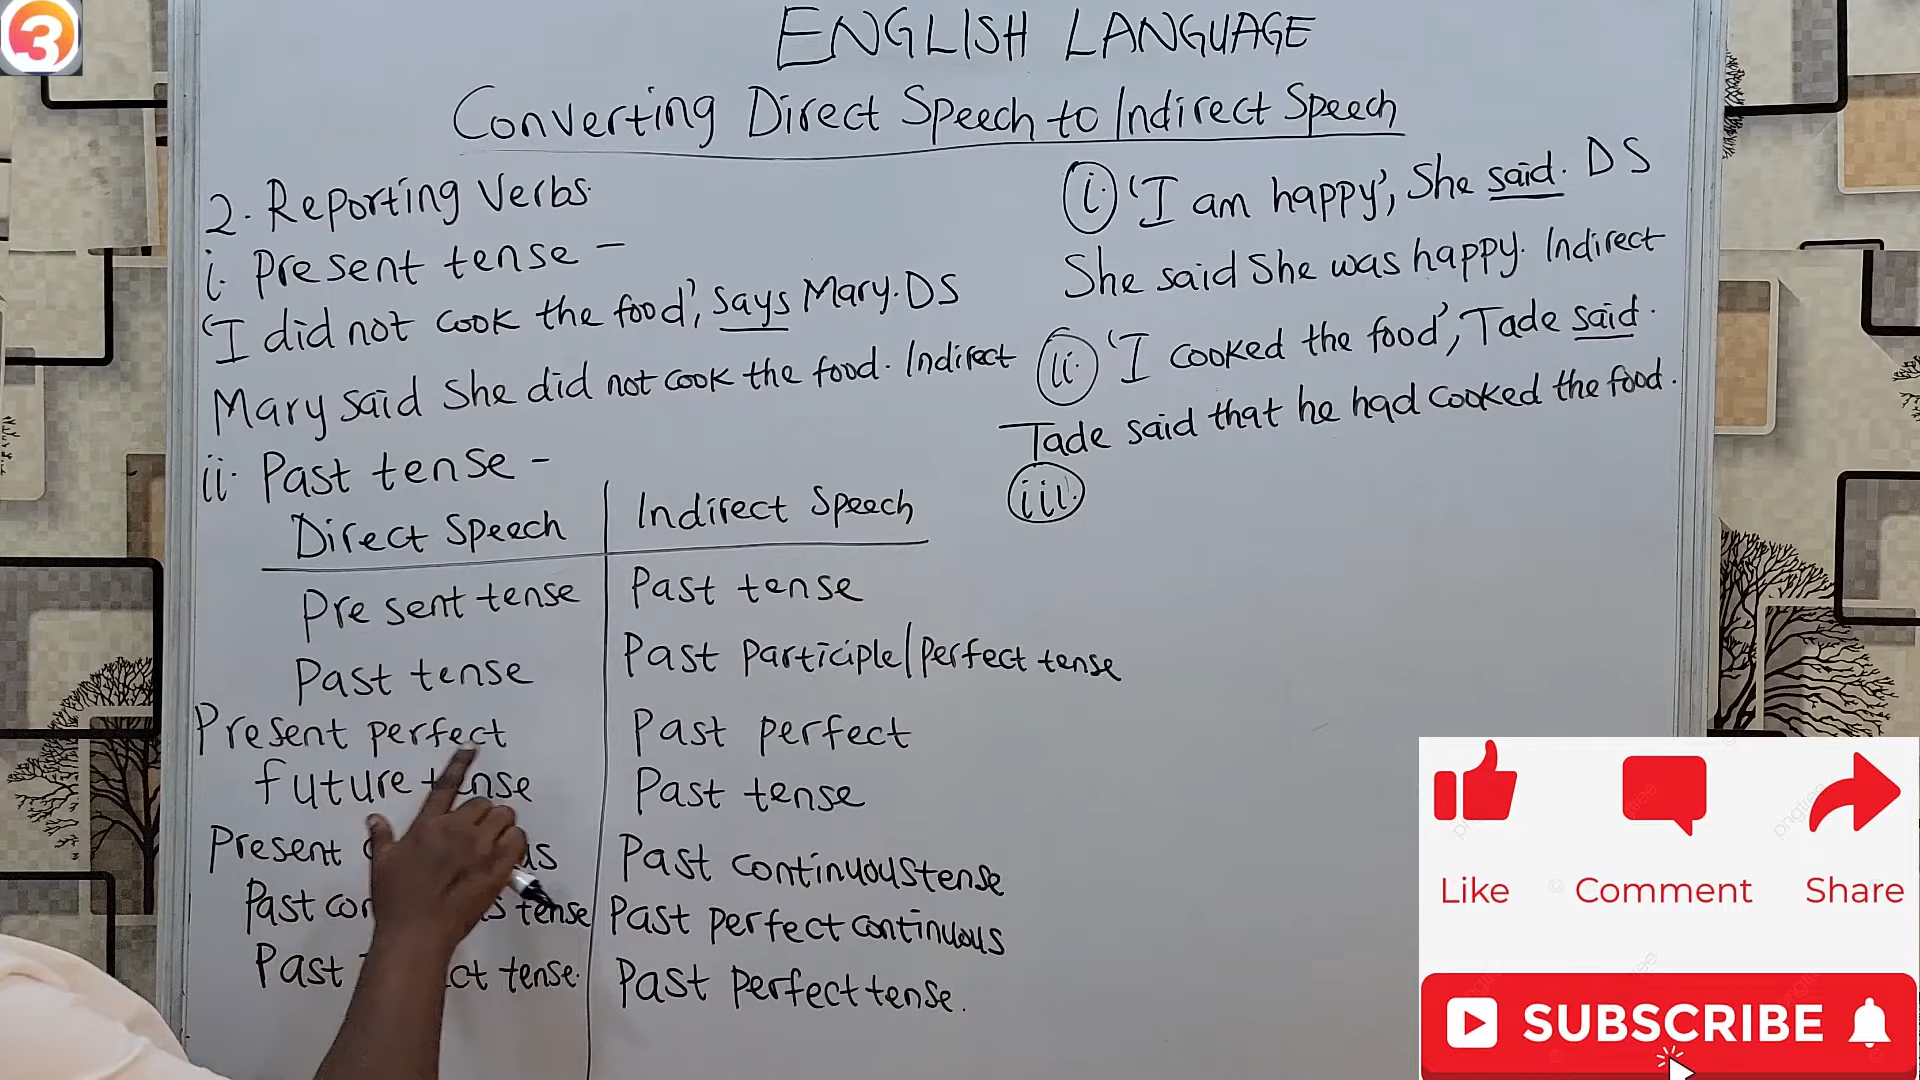 3
ENGLISH LANGUAGE
Converting Direct Speech to Indirect Speech
2. Reporting Verbs.
i. Present tense -
'I did not cook the food', says Mary. DS
Mary said She did not cook the food. Indirect
ii. Past tense -
Direct Speech Indirect Speech
Present tense Past tense
Past tense Past participle/perfect tense
Present perfect Past perfect
future tense Past tense
Present Past continuous tense
Past tense Past perfect continuous
Past tense. Past perfect tense.
i. 'I am happy', She said. DS
She said She was happy. Indirect
ii. 'I cooked the food', Tade said.
Tade said that he had cooked the food.
iii.
Like Comment Share
SUBSCRIBE